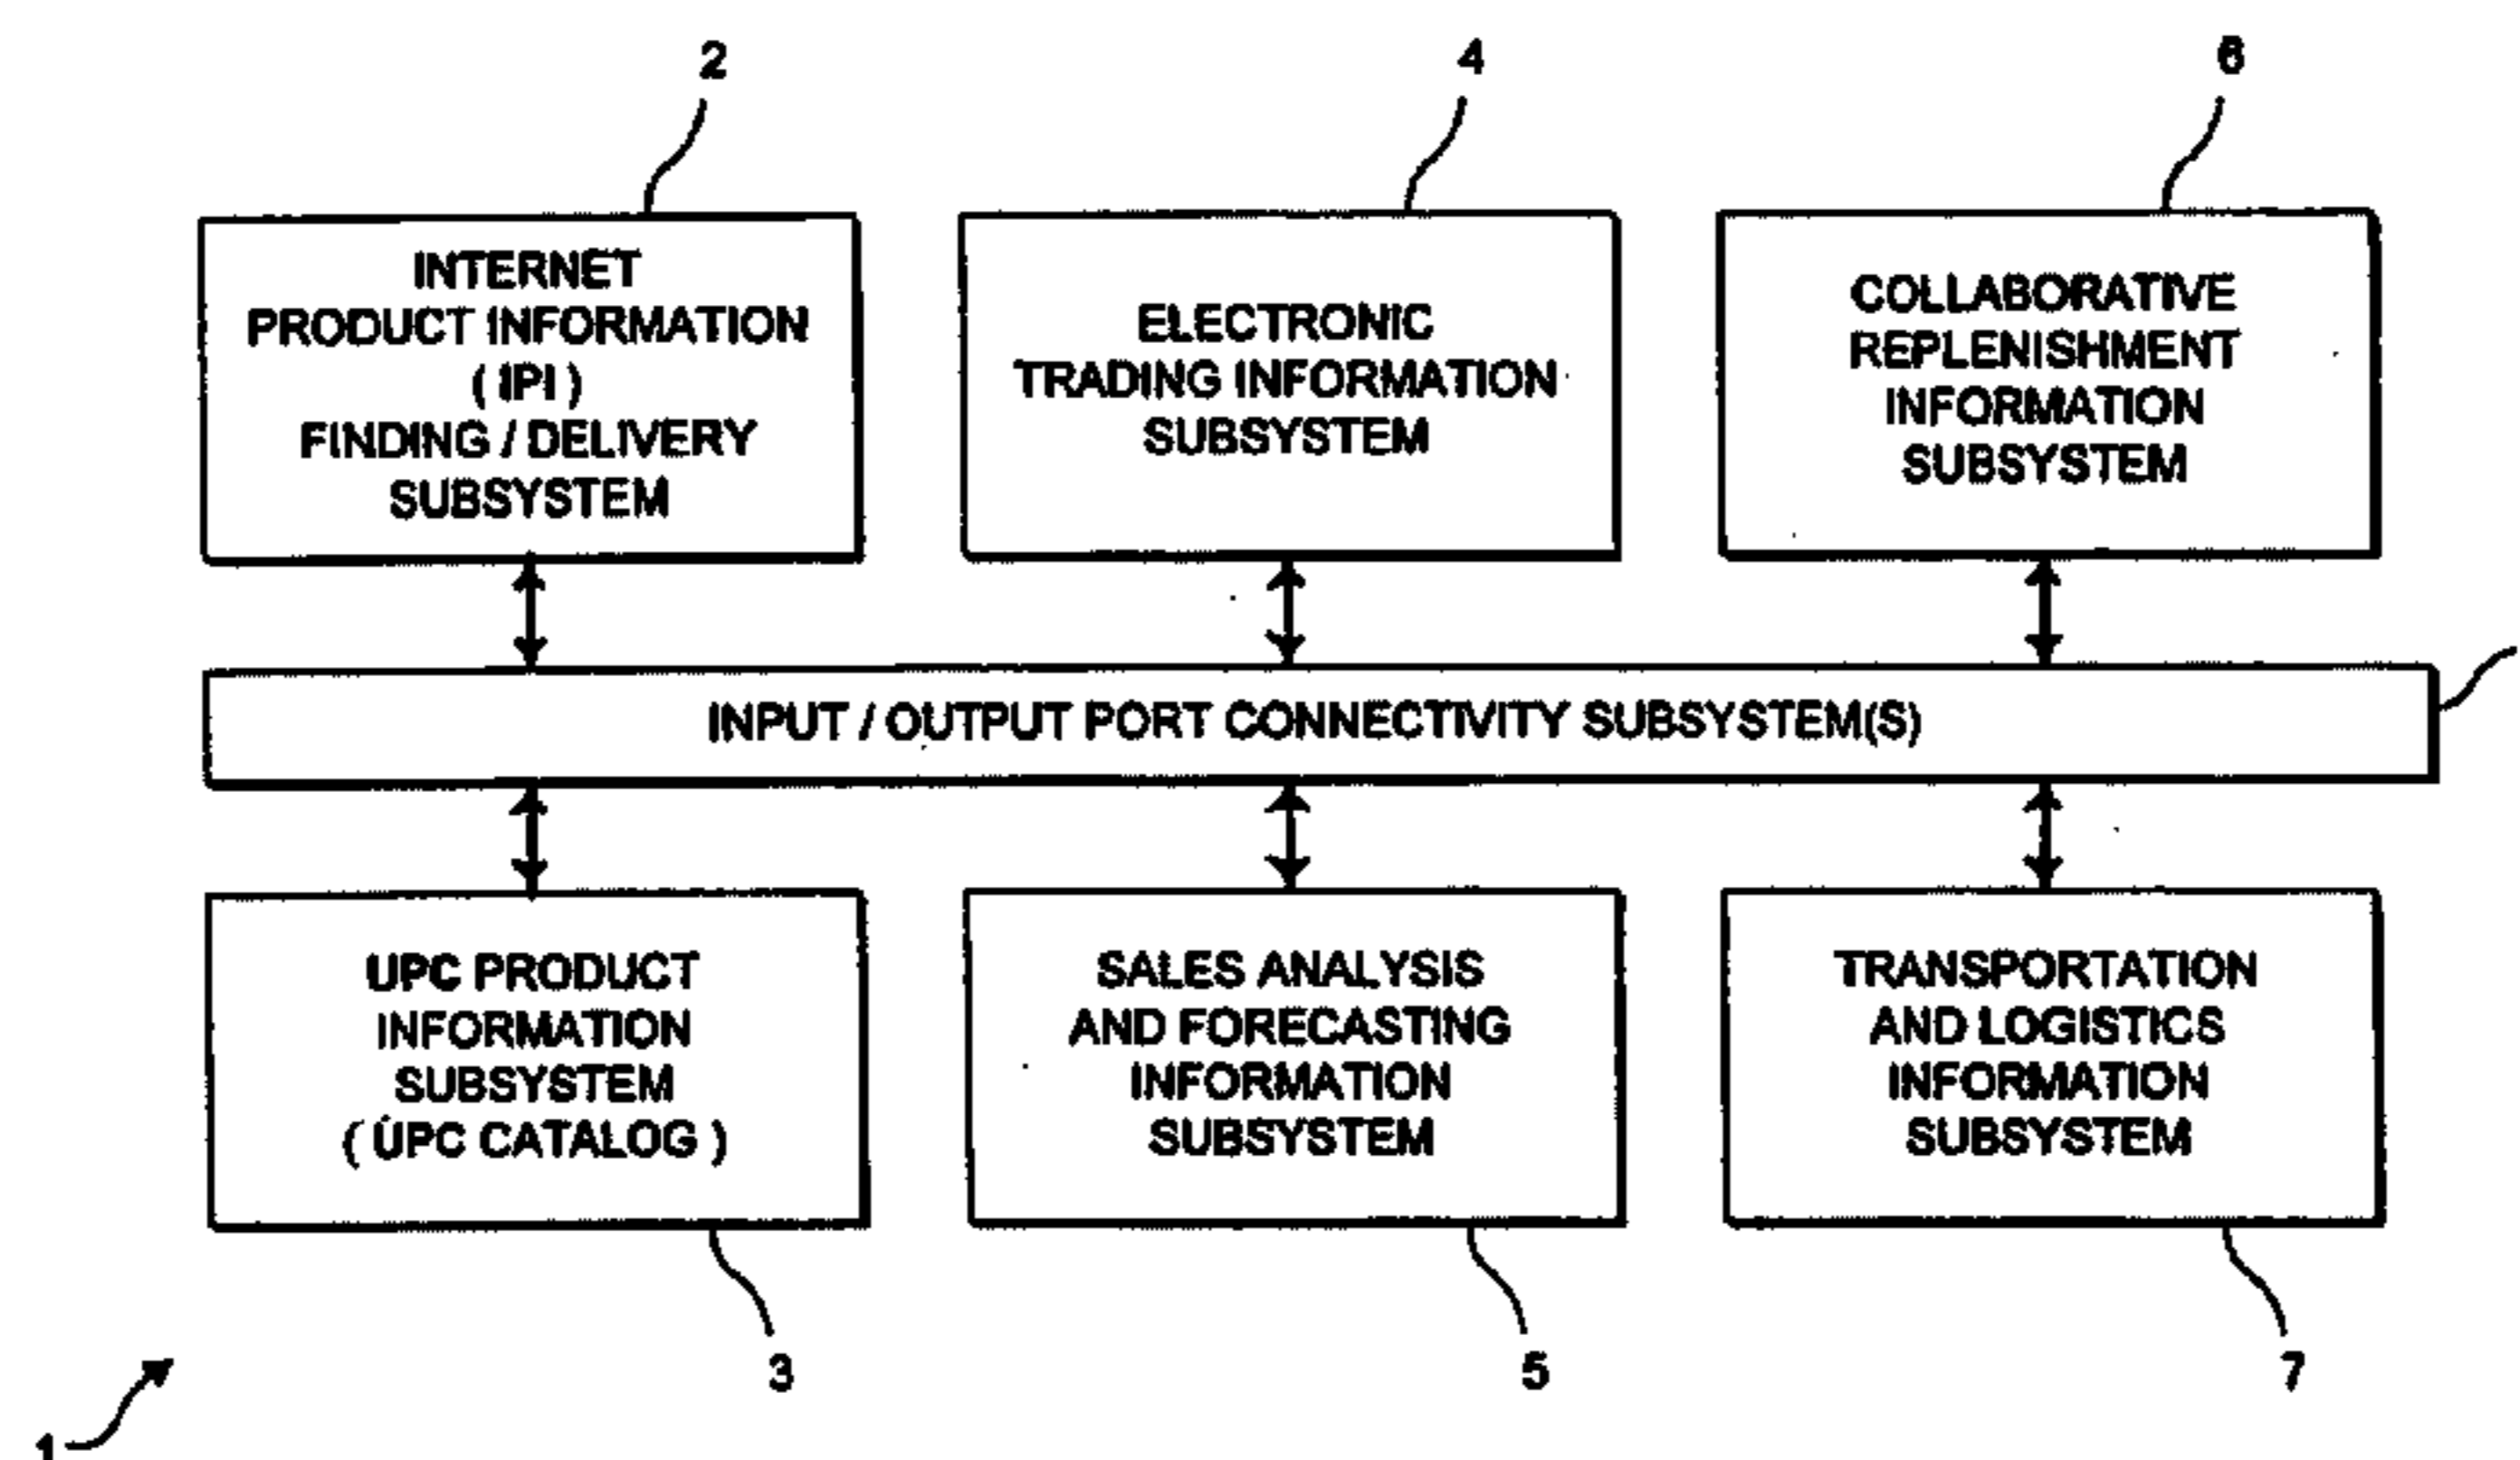 2
4
6
INTERNET
PRODUCT INFORMATION
( IPI )
FINDING / DELIVERY
SUBSYSTEM
ELECTRONIC
TRADING INFORMATION
SUBSYSTEM
COLLABORATIVE
REPLENISHMENT
INFORMATION
SUBSYSTEM
INPUT / OUTPUT PORT CONNECTIVITY SUBSYSTEM(S)
UPC PRODUCT
INFORMATION
SUBSYSTEM
( UPC CATALOG )
SALES ANALYSIS
AND FORECASTING
INFORMATION
SUBSYSTEM
TRANSPORTATION
AND LOGISTICS
INFORMATION
SUBSYSTEM
3
5
7
1